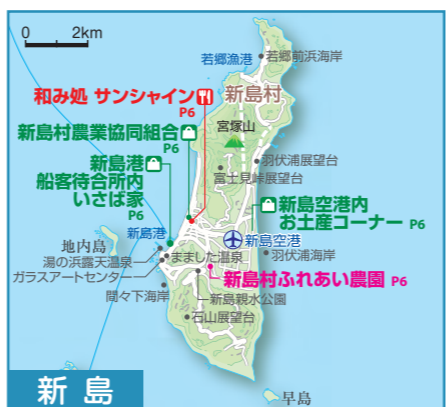 0 2km
若郷漁港
若郷前浜海岸
和み処 サンシャイン
P6
新島村
新島村農業協同組合
P6
宮塚山
新島港
船客待合所内
いさば家
P6
羽伏浦展望台
富士見峠展望台
新島空港内
お土産コーナー P6
新島港
地内島
新島空港
湯の浜露天温泉
まました温泉
羽伏浦海岸
ガラスアートセンター
新島村ふれあい農園 P6
間々下海岸
新島親水公園
石山展望台
新島
早島